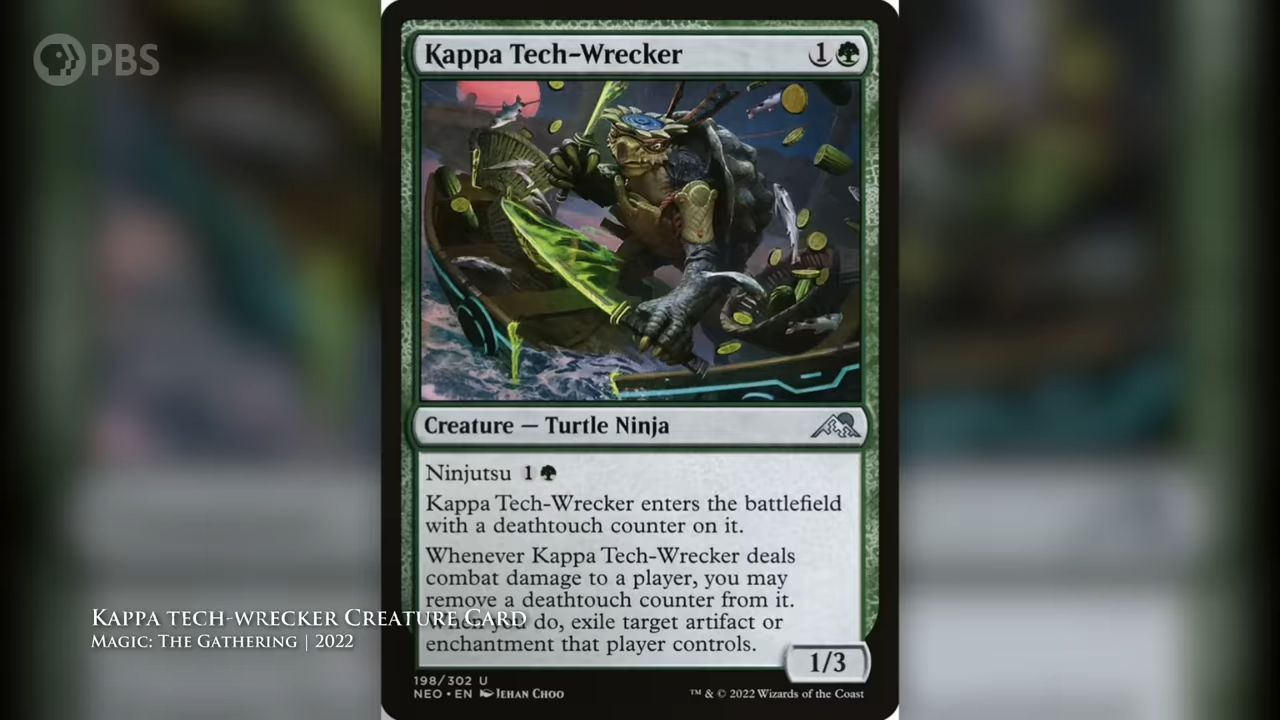 PBS
Kappa Tech-Wrecker 1
Creature — Turtle Ninja
Ninjutsu 1
Kappa Tech-Wrecker enters the battlefield
with a deathtouch counter on it.
Whenever Kappa Tech-Wrecker deals
combat damage to a player, you may
remove a deathtouch counter from it.
When you do, exile target artifact or
enchantment that player controls.
1/3
198/302 U
NEO • EN Jehan Choo
™ & © 2022 Wizards of the Coast
Kappa tech-wrecker Creature Card
Magic: The Gathering | 2022